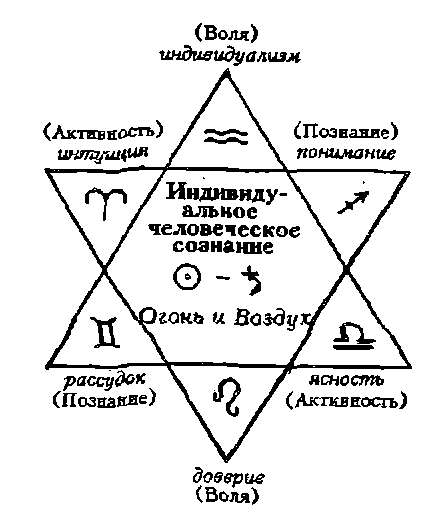 (Воля)
индивидуализм
(Активность)
интуиция
(Познание)
понимание
Индивиду-
альное
человеческое
сознание
Огонь и Воздух
рассудок
(Познание)
ясность
(Активность)
доверие
(Воля)